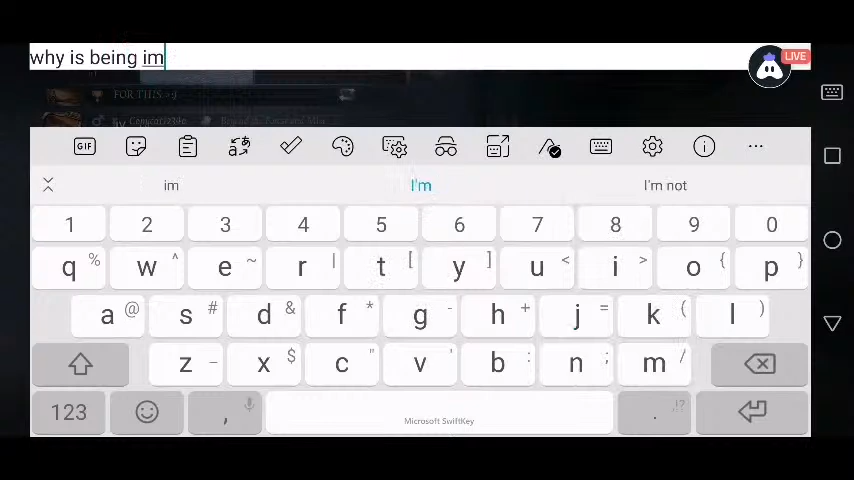 why is being im
LIVE
FOR THIS
Copycat
GIF
im I'm I'm not
1 2 3 4 5 6 7 8 9 0
q % w ^ e ~ r | t [ y ] u < i > o { p }
a @ s # d & f * g - h + j = k ( l )
z _ x $ c " v ' b : n ; m /
123 , Microsoft SwiftKey . !?